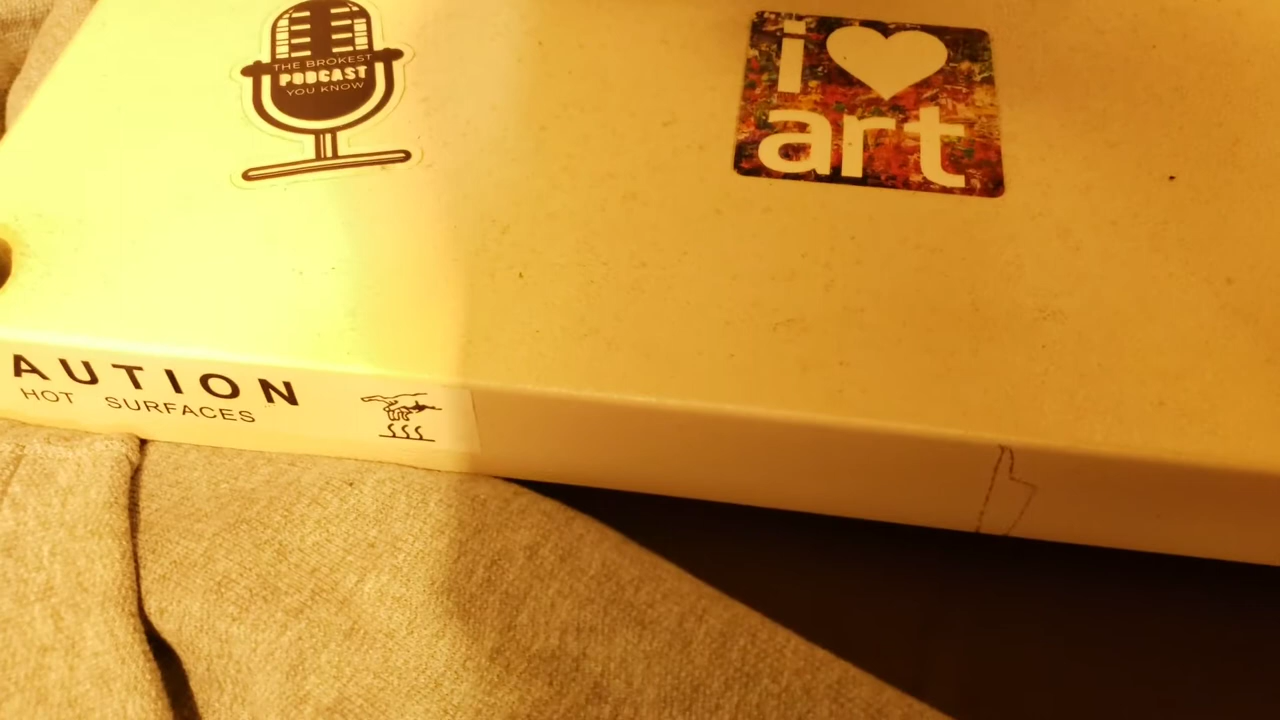 THE BROKEST
PODCAST
YOU KNOW
i
art
AUTION
HOT SURFACES